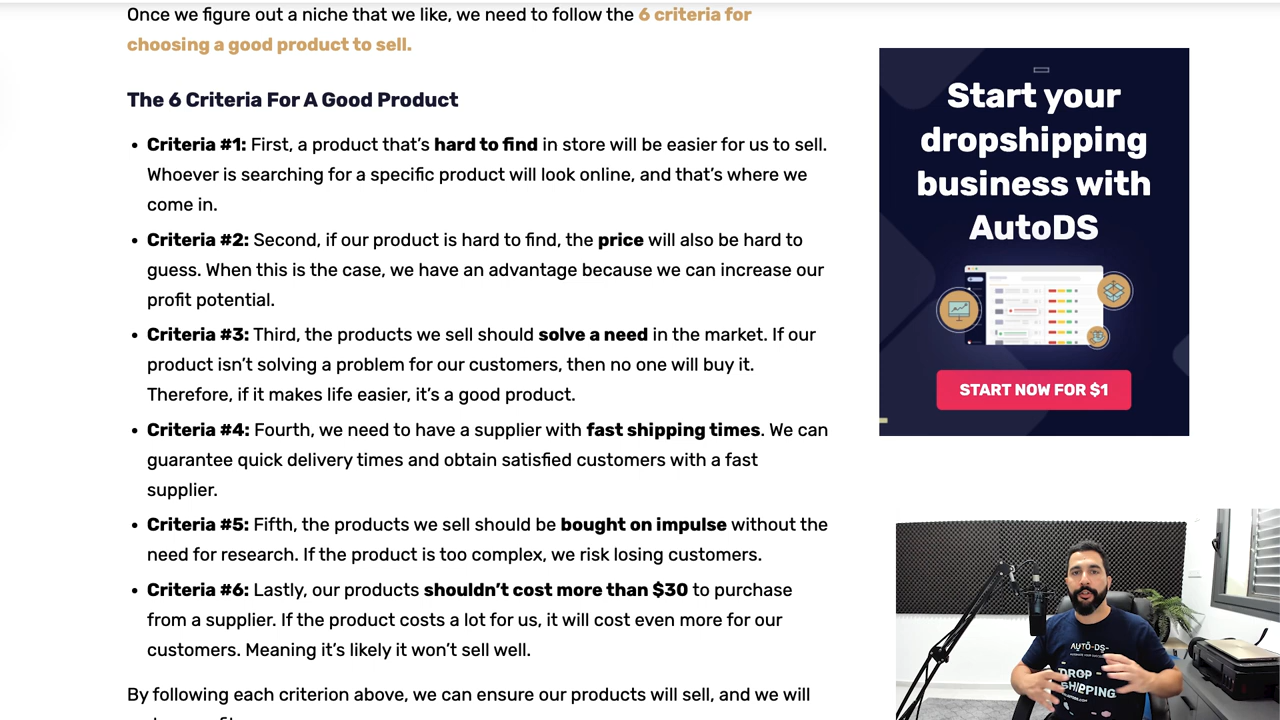 Once we figure out a niche that we like, we need to follow the 6 criteria for
choosing a good product to sell.
The 6 Criteria For A Good Product
• Criteria #1: First, a product that's hard to find in store will be easier for us to sell.
Whoever is searching for a specific product will look online, and that's where we
come in.
• Criteria #2: Second, if our product is hard to find, the price will also be hard to
guess. When this is the case, we have an advantage because we can increase our
profit potential.
• Criteria #3: Third, the products we sell should solve a need in the market. If our
product isn't solving a problem for our customers, then no one will buy it.
Therefore, if it makes life easier, it's a good product.
• Criteria #4: Fourth, we need to have a supplier with fast shipping times. We can
guarantee quick delivery times and obtain satisfied customers with a fast
supplier.
• Criteria #5: Fifth, the products we sell should be bought on impulse without the
need for research. If the product is too complex, we risk losing customers.
• Criteria #6: Lastly, our products shouldn't cost more than $30 to purchase
from a supplier. If the product costs a lot for us, it will cost even more for our
customers. Meaning it's likely it won't sell well.
By following each criterion above, we can ensure our products will sell, and we will
Start your
dropshipping
business with
AutoDS
START NOW FOR $1
AUTO-DS
DROP
SHIPPING